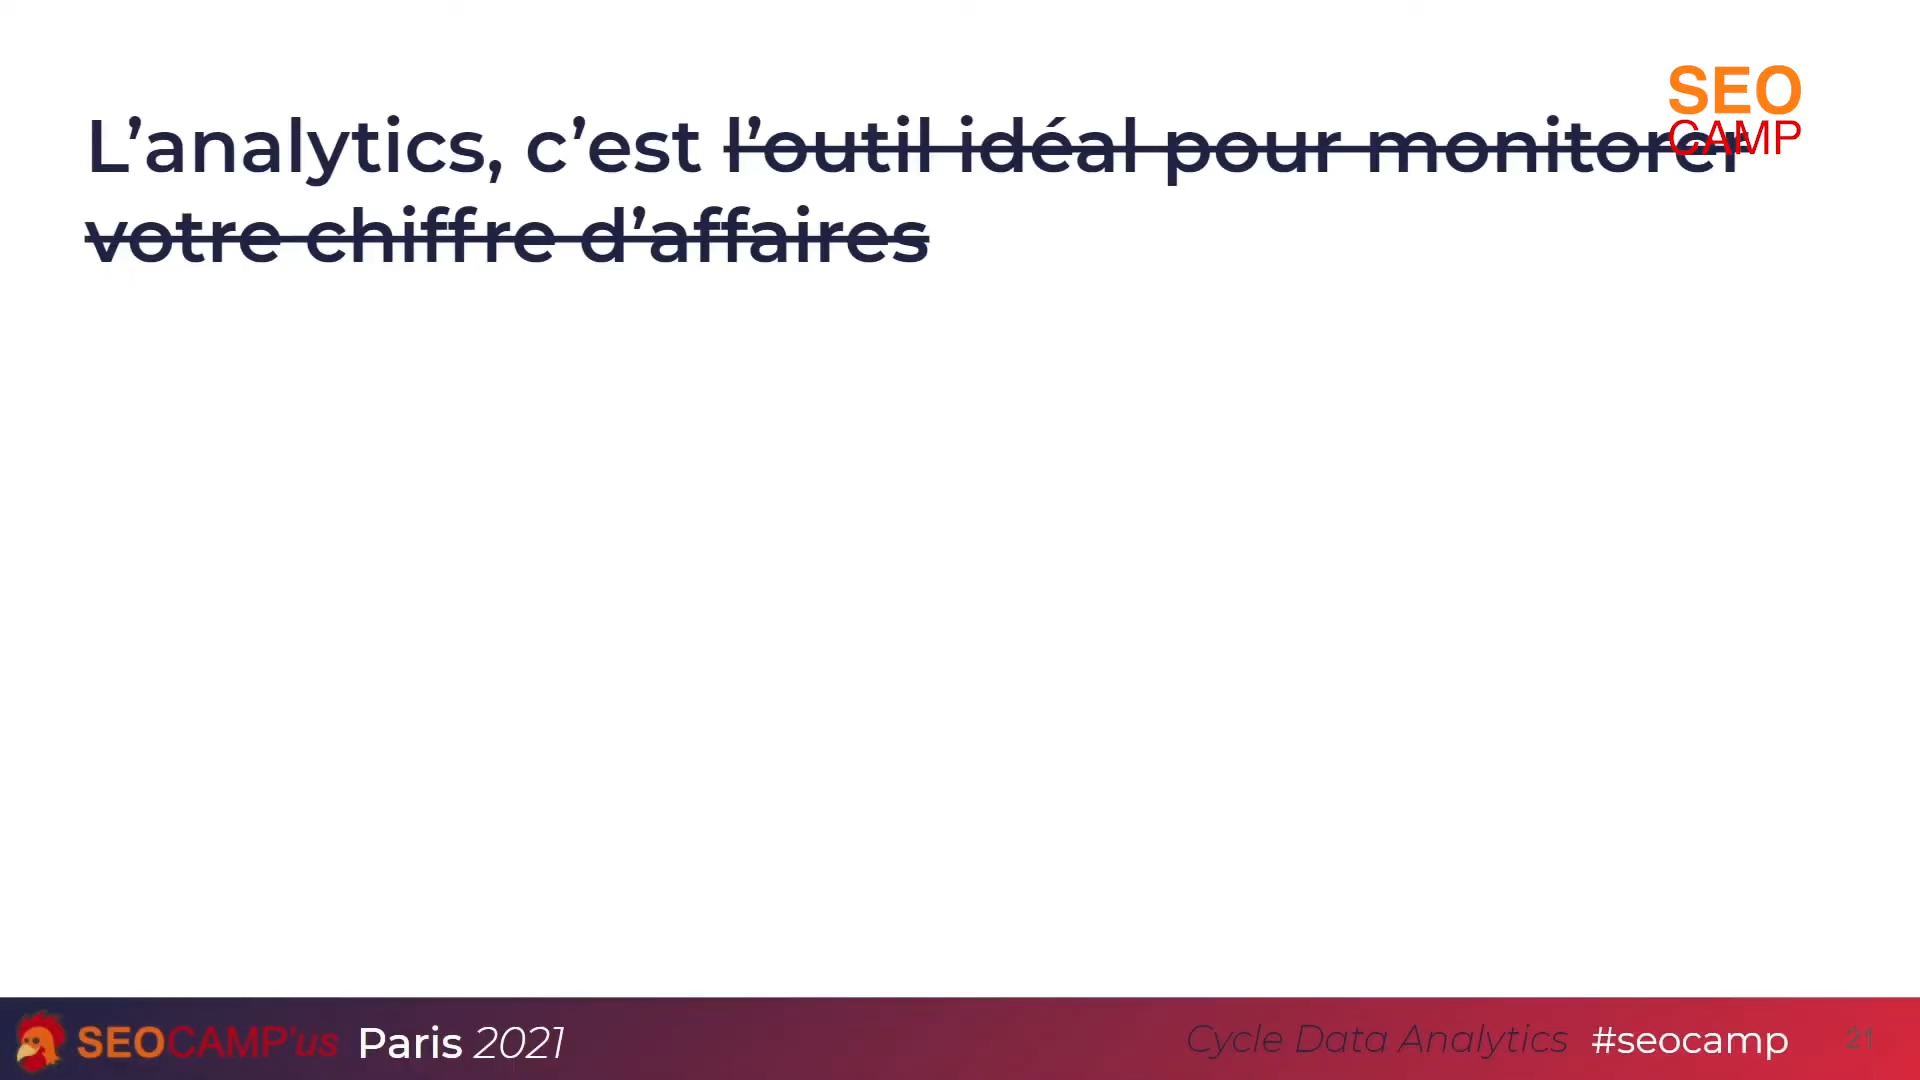 SEO
CAMP
L’analytics, c’est l’outil idéal pour monitorer
votre chiffre d’affaires
SEOCAMP'us Paris 2021
Cycle Data Analytics #seocamp 21